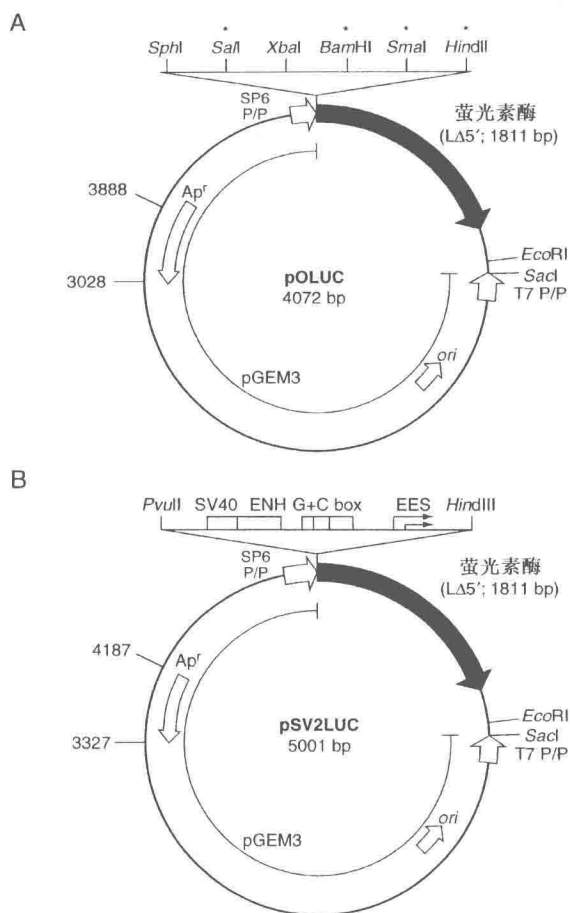 A
* * * *
SphI SalI XbaI BamHI SmaI HindII
SP6
P/P
萤光素酶
(LΔ5′; 1811 bp)
3888
Apʳ
EcoRI
3028
pOLUC
4072 bp
SacI
T7 P/P
pGEM3
ori
B
PvuII SV40 ENH G+C box EES HindIII
SP6
P/P
萤光素酶
(LΔ5′; 1811 bp)
4187
Apʳ
EcoRI
3327
pSV2LUC
5001 bp
SacI
T7 P/P
pGEM3
ori